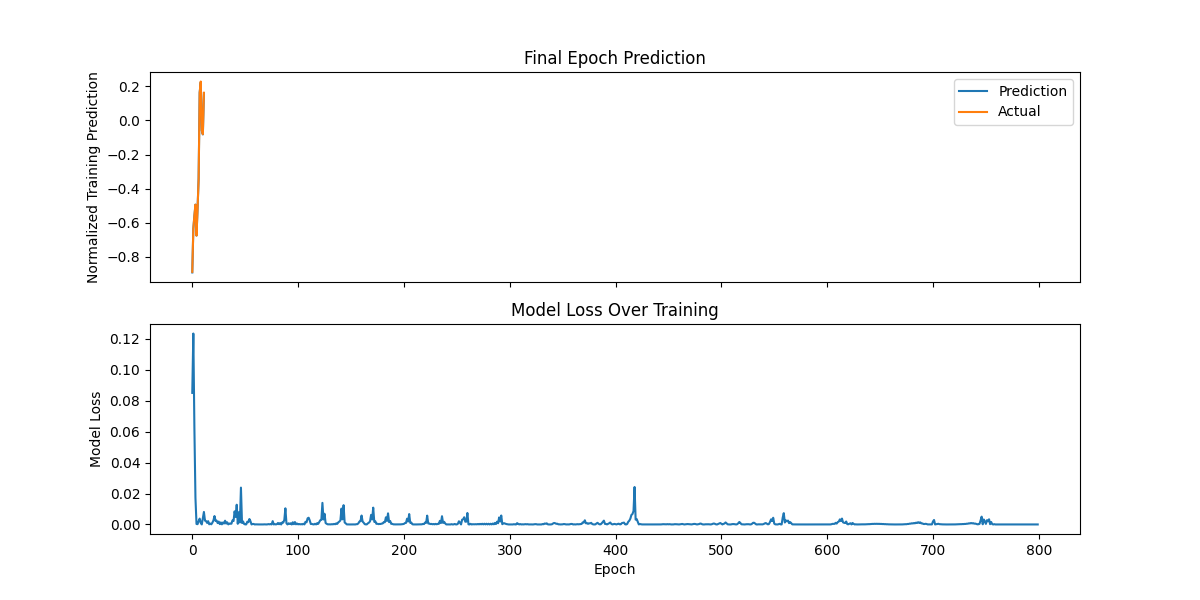 Final Epoch Prediction
Normalized Training Prediction
0.2
0.0
−0.2
−0.4
−0.6
−0.8
Prediction
Actual
Model Loss Over Training
Model Loss
0.12
0.10
0.08
0.06
0.04
0.02
0.00
0 100 200 300 400 500 600 700 800
Epoch